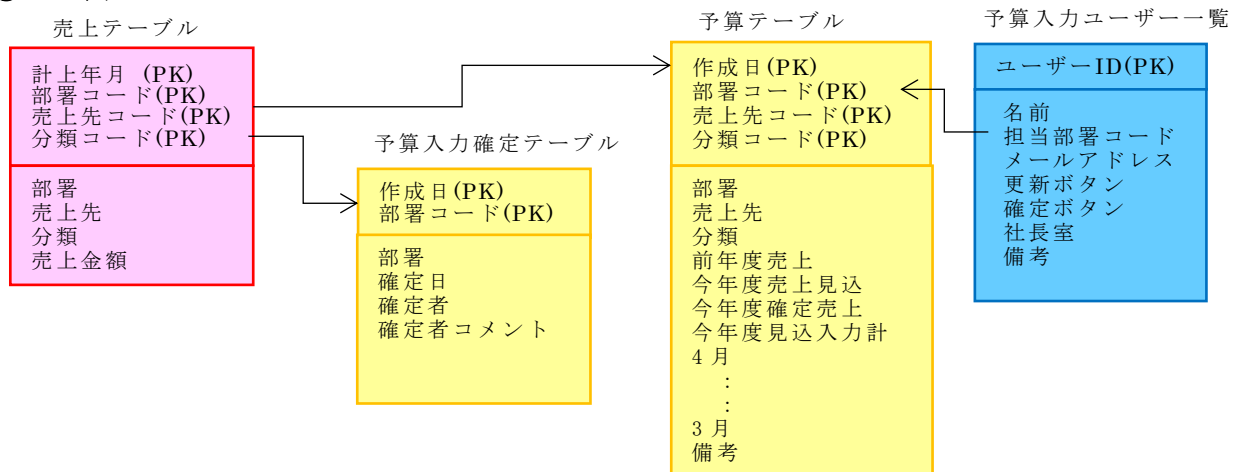 売上テーブル
計上年月 (PK)
部署コード(PK)
売上先コード(PK)
分類コード(PK)
部署
売上先
分類
売上金額
予算入力確定テーブル
作成日(PK)
部署コード(PK)
部署
確定日
確定者
確定者コメント
予算テーブル
作成日(PK)
部署コード(PK)
売上先コード(PK)
分類コード(PK)
部署
売上先
分類
前年度売上
今年度売上見込
今年度確定売上
今年度見込入力計
4月
:
:
3月
備考
予算入力ユーザー一覧
ユーザーID(PK)
名前
担当部署コード
メールアドレス
更新ボタン
確定ボタン
社長室
備考